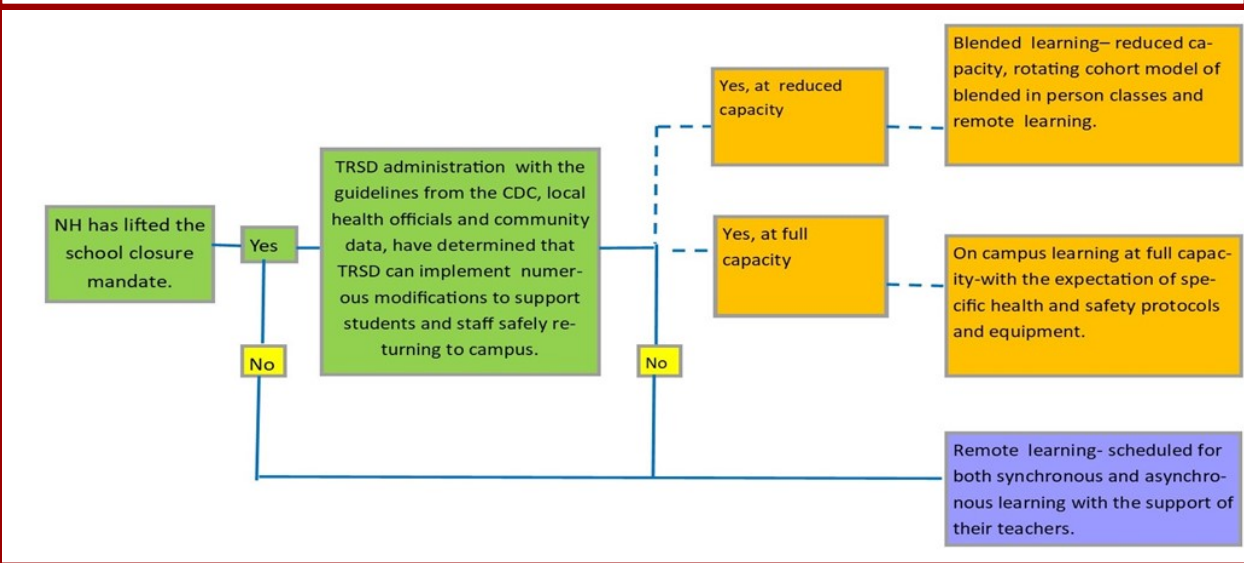 NH has lifted the
school closure
mandate.
Yes
No
TRSD administration with the
guidelines from the CDC, local
health officials and community
data, have determined that
TRSD can implement numer-
ous modifications to support
students and staff safely re-
turning to campus.
No
Yes, at reduced
capacity
Blended learning– reduced ca-
pacity, rotating cohort model of
blended in person classes and
remote learning.
Yes, at full
capacity
On campus learning at full capac-
ity-with the expectation of spe-
cific health and safety protocols
and equipment.
Remote learning- scheduled for
both synchronous and asynchro-
nous learning with the support of
their teachers.